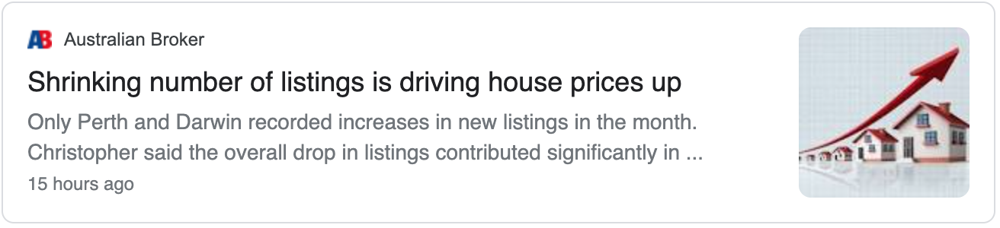 AB Australian Broker
Shrinking number of listings is driving house prices up
Only Perth and Darwin recorded increases in new listings in the month.
Christopher said the overall drop in listings contributed significantly in ...
15 hours ago